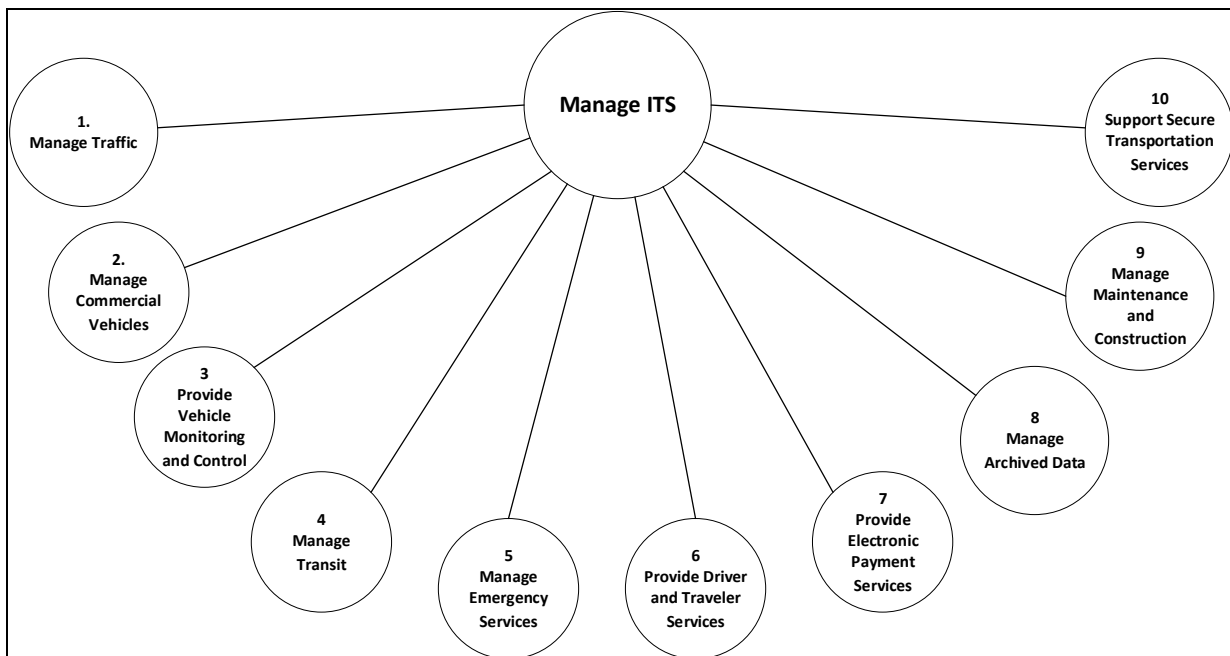 Manage ITS
1.
Manage Traffic
2.
Manage
Commercial
Vehicles
3
Provide
Vehicle
Monitoring
and Control
4
Manage
Transit
5
Manage
Emergency
Services
6
Provide Driver
and Traveler
Services
7
Provide
Electronic
Payment
Services
8
Manage
Archived Data
9
Manage
Maintenance
and
Construction
10
Support Secure
Transportation
Services